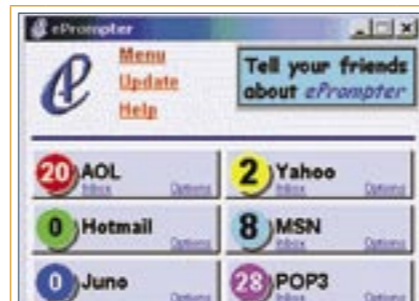 ePrompter
Menu
Update
Help
Tell your friends
about ePrompter
20 AOL
Inbox Options
2 Yahoo
Inbox Options
0 Hotmail
Options
8 MSN
Inbox Options
0 Juno
Options
28 POP3
Inbox Options